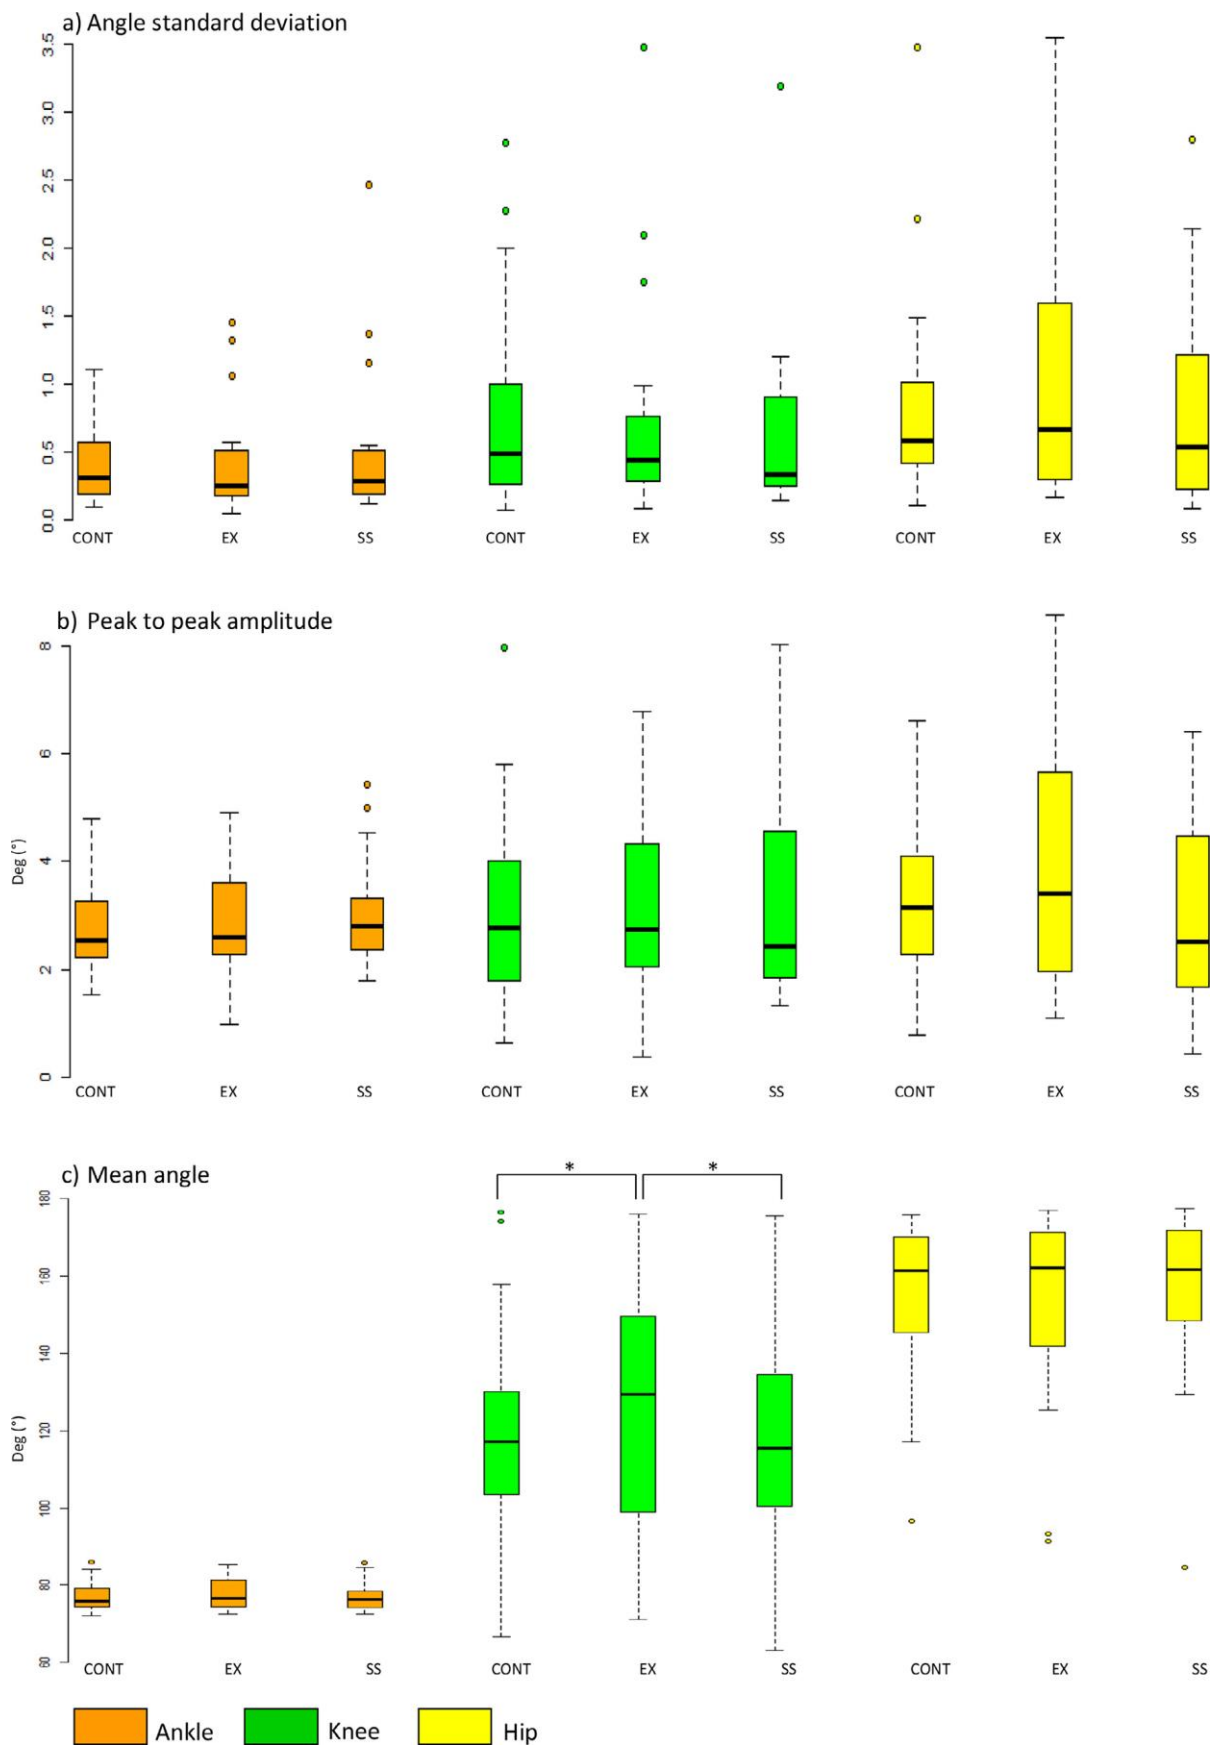 a) Angle standard deviation
3.5
3.0
2.5
2.0
1.5
1.0
0.5
0.0
CONT EX SS CONT EX SS CONT EX SS
b) Peak to peak amplitude
8
6
4
2
0
Deg (°)
CONT EX SS CONT EX SS CONT EX SS
c) Mean angle
* *
180
160
140
120
100
80
60
Deg (°)
CONT EX SS CONT EX SS CONT EX SS
Ankle Knee Hip